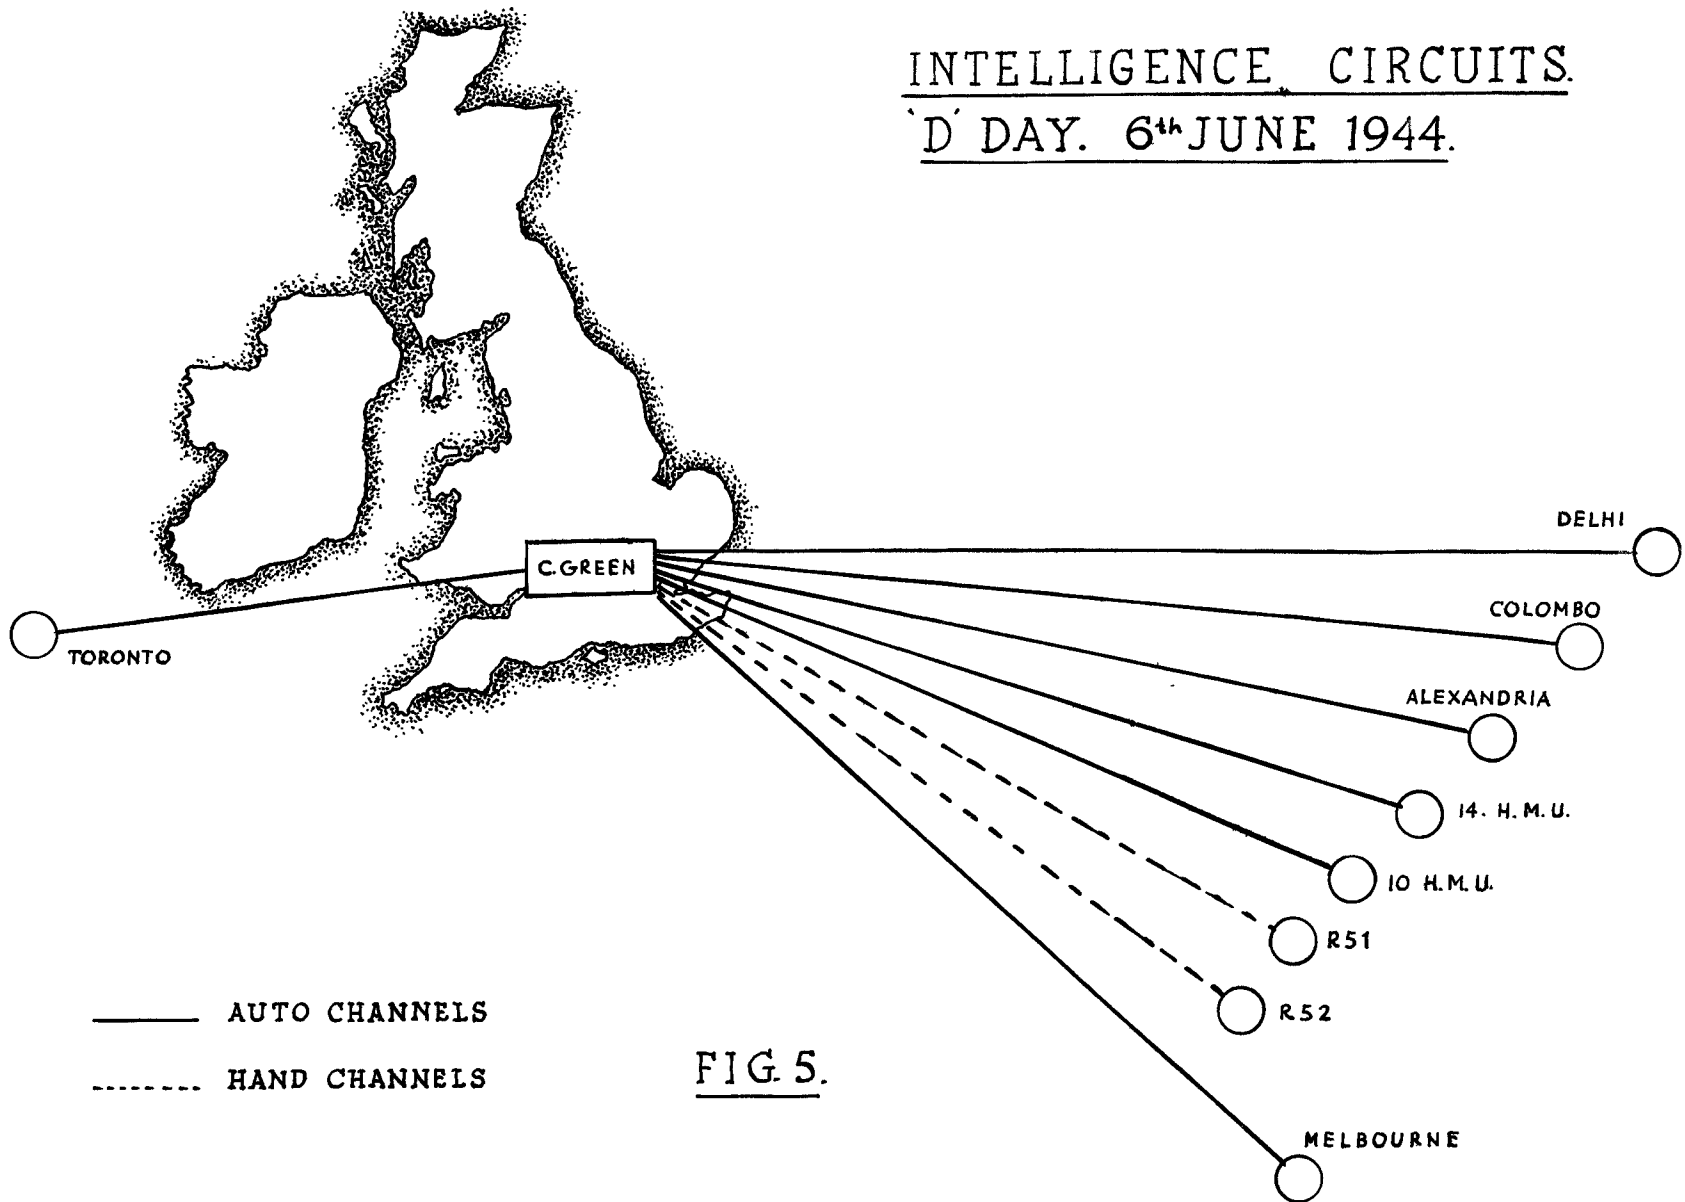 INTELLIGENCE CIRCUITS.
'D' DAY. 6th JUNE 1944.
DELHI
C. GREEN
COLOMBO
TORONTO
ALEXANDRIA
14. H.M.U.
10 H.M.U.
R51
R52
AUTO CHANNELS
HAND CHANNELS
FIG. 5.
MELBOURNE